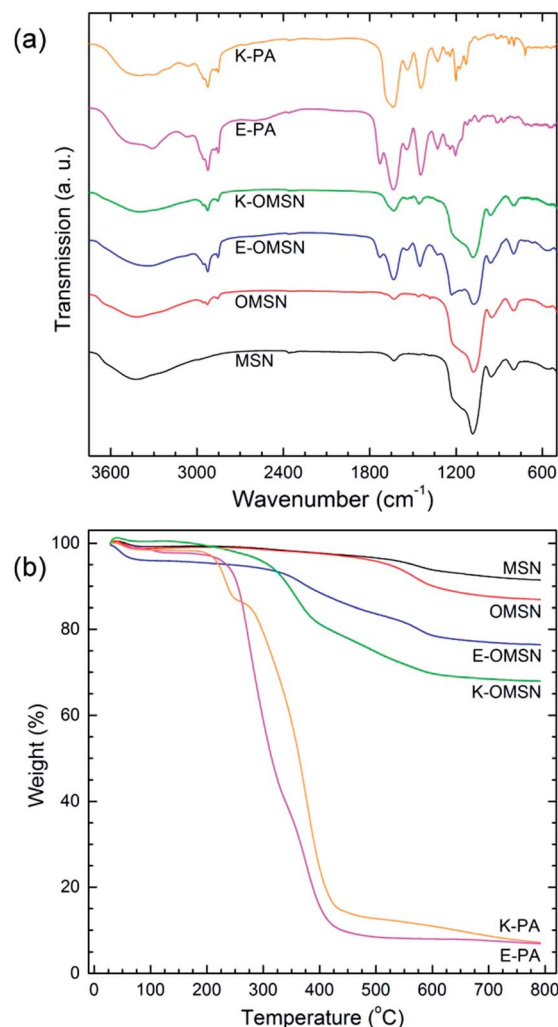 (a)
K-PA
E-PA
K-OMSN
E-OMSN
OMSN
MSN
Transmission (a. u.)
3600 3000 2400 1800 1200 600
Wavenumber (cm-1)
(b)
100
80
60
40
20
0
MSN
OMSN
E-OMSN
K-OMSN
K-PA
E-PA
Weight (%)
0 100 200 300 400 500 600 700 800
Temperature (oC)